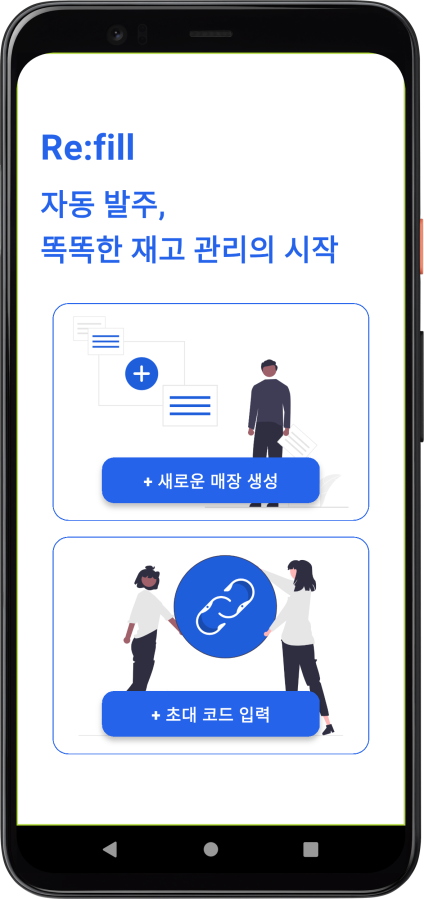 Re:fill
자동 발주,
똑똑한 재고 관리의 시작
+ 새로운 매장 생성
+ 초대 코드 입력